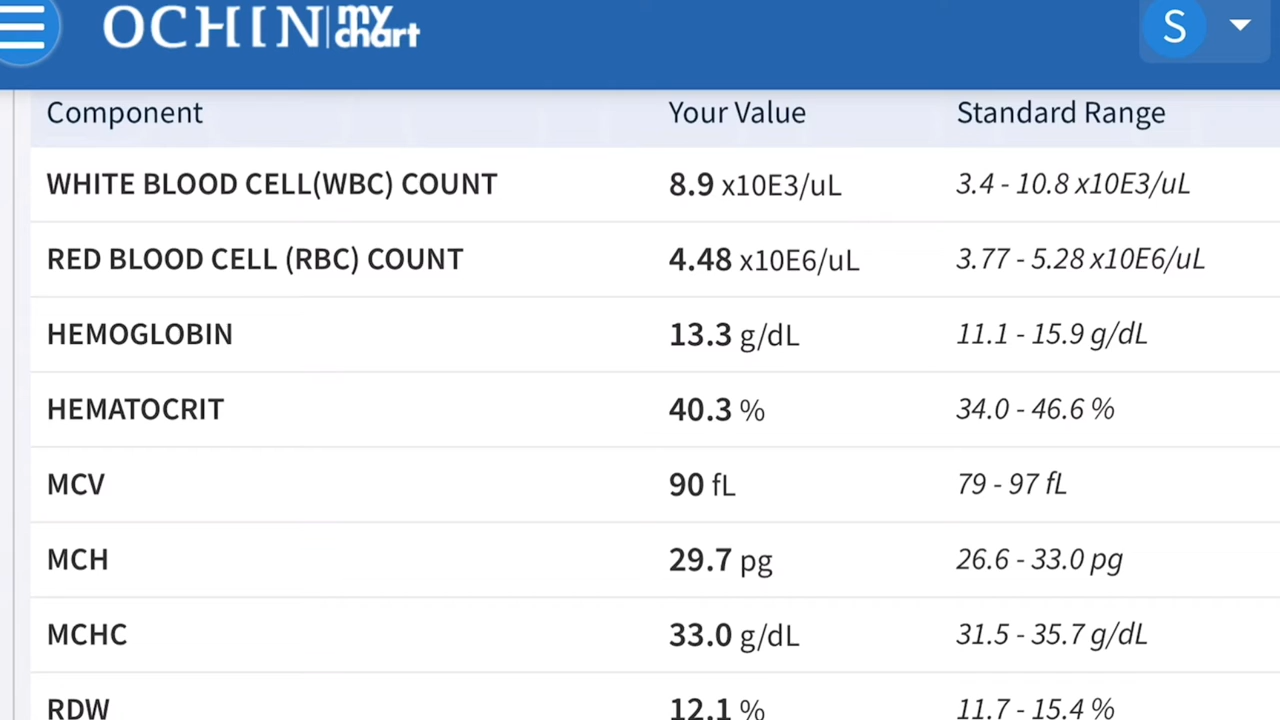 OCHIN my chart S
Component Your Value Standard Range
WHITE BLOOD CELL(WBC) COUNT 8.9 x10E3/uL 3.4 - 10.8 x10E3/uL
RED BLOOD CELL (RBC) COUNT 4.48 x10E6/uL 3.77 - 5.28 x10E6/uL
HEMOGLOBIN 13.3 g/dL 11.1 - 15.9 g/dL
HEMATOCRIT 40.3 % 34.0 - 46.6 %
MCV 90 fL 79 - 97 fL
MCH 29.7 pg 26.6 - 33.0 pg
MCHC 33.0 g/dL 31.5 - 35.7 g/dL
RDW 12.1 % 11.7 - 15.4 %